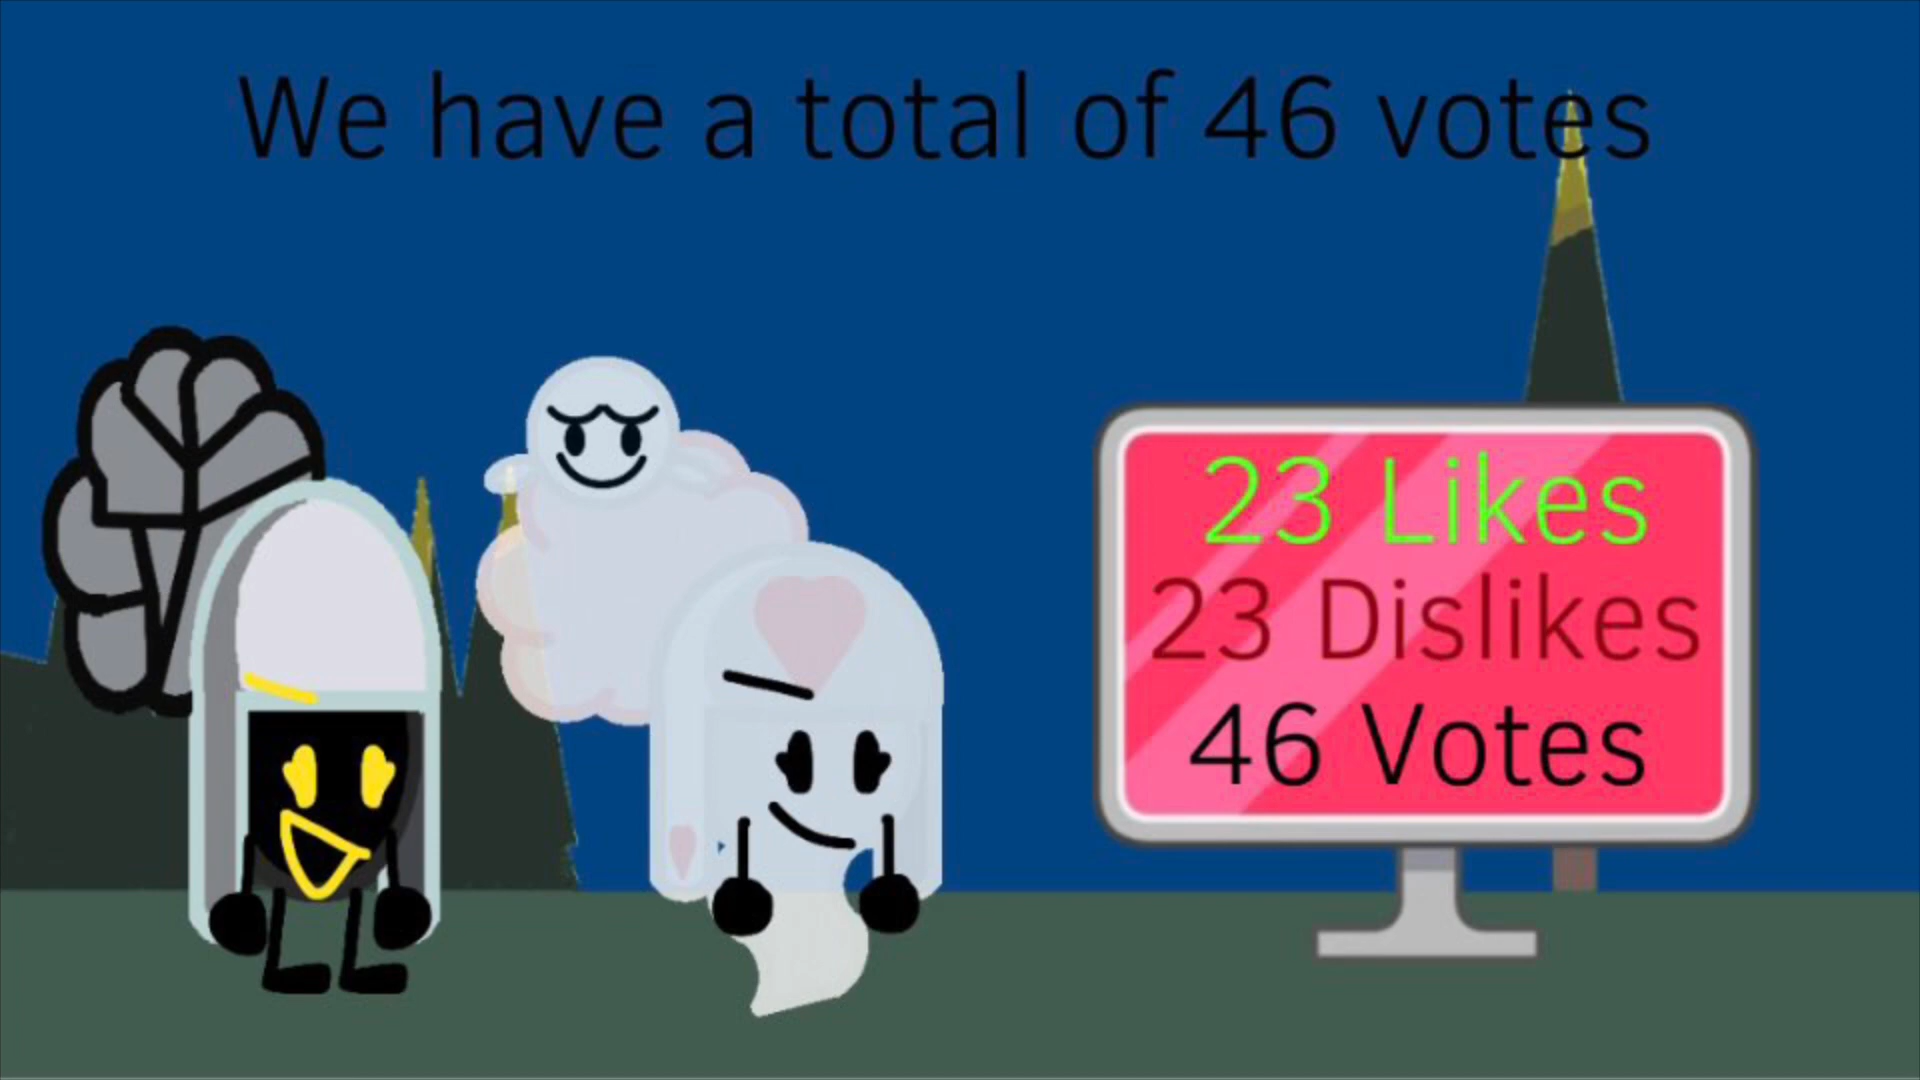 We have a total of 46 votes
23 Likes
23 Dislikes
46 Votes